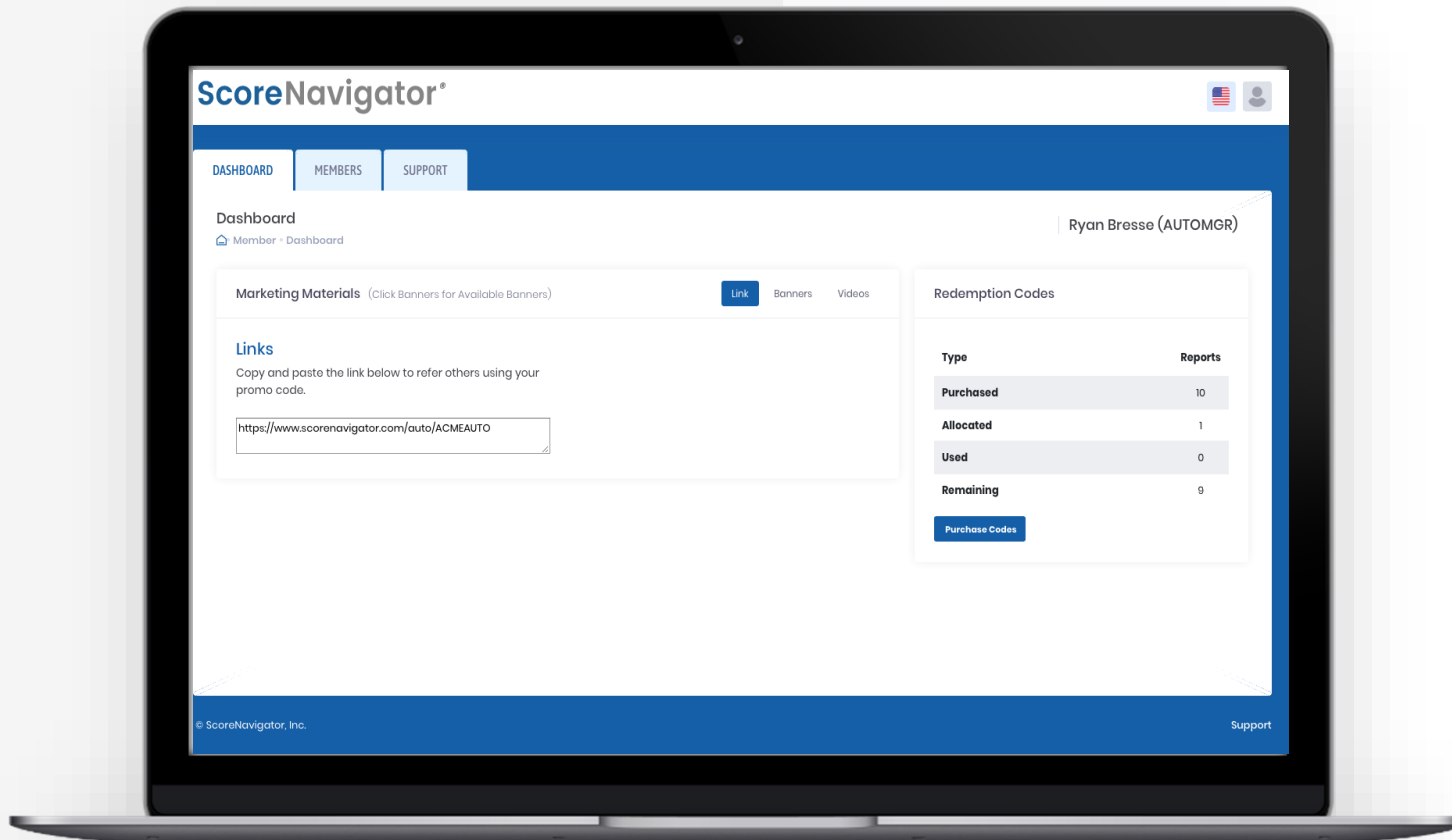 ScoreNavigator®
DASHBOARD MEMBERS SUPPORT
Dashboard
Member • Dashboard
Ryan Bresse (AUTOMGR)
Marketing Materials (Click Banners for Available Banners)
Link Banners Videos
Links
Copy and paste the link below to refer others using your
promo code.
https://www.scorenavigator.com/auto/ACMEAUTO
Redemption Codes
Type Reports
Purchased 10
Allocated 1
Used 0
Remaining 9
Purchase Codes
© ScoreNavigator, Inc.
Support